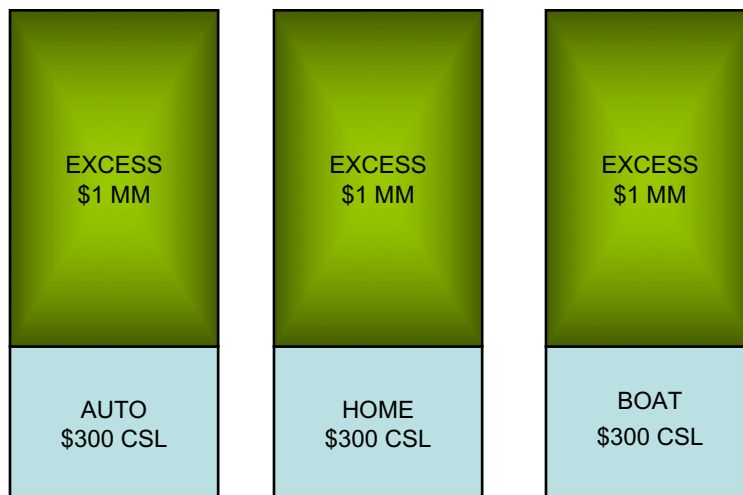 EXCESS
$1 MM
EXCESS
$1 MM
EXCESS
$1 MM
AUTO
$300 CSL
HOME
$300 CSL
BOAT
$300 CSL